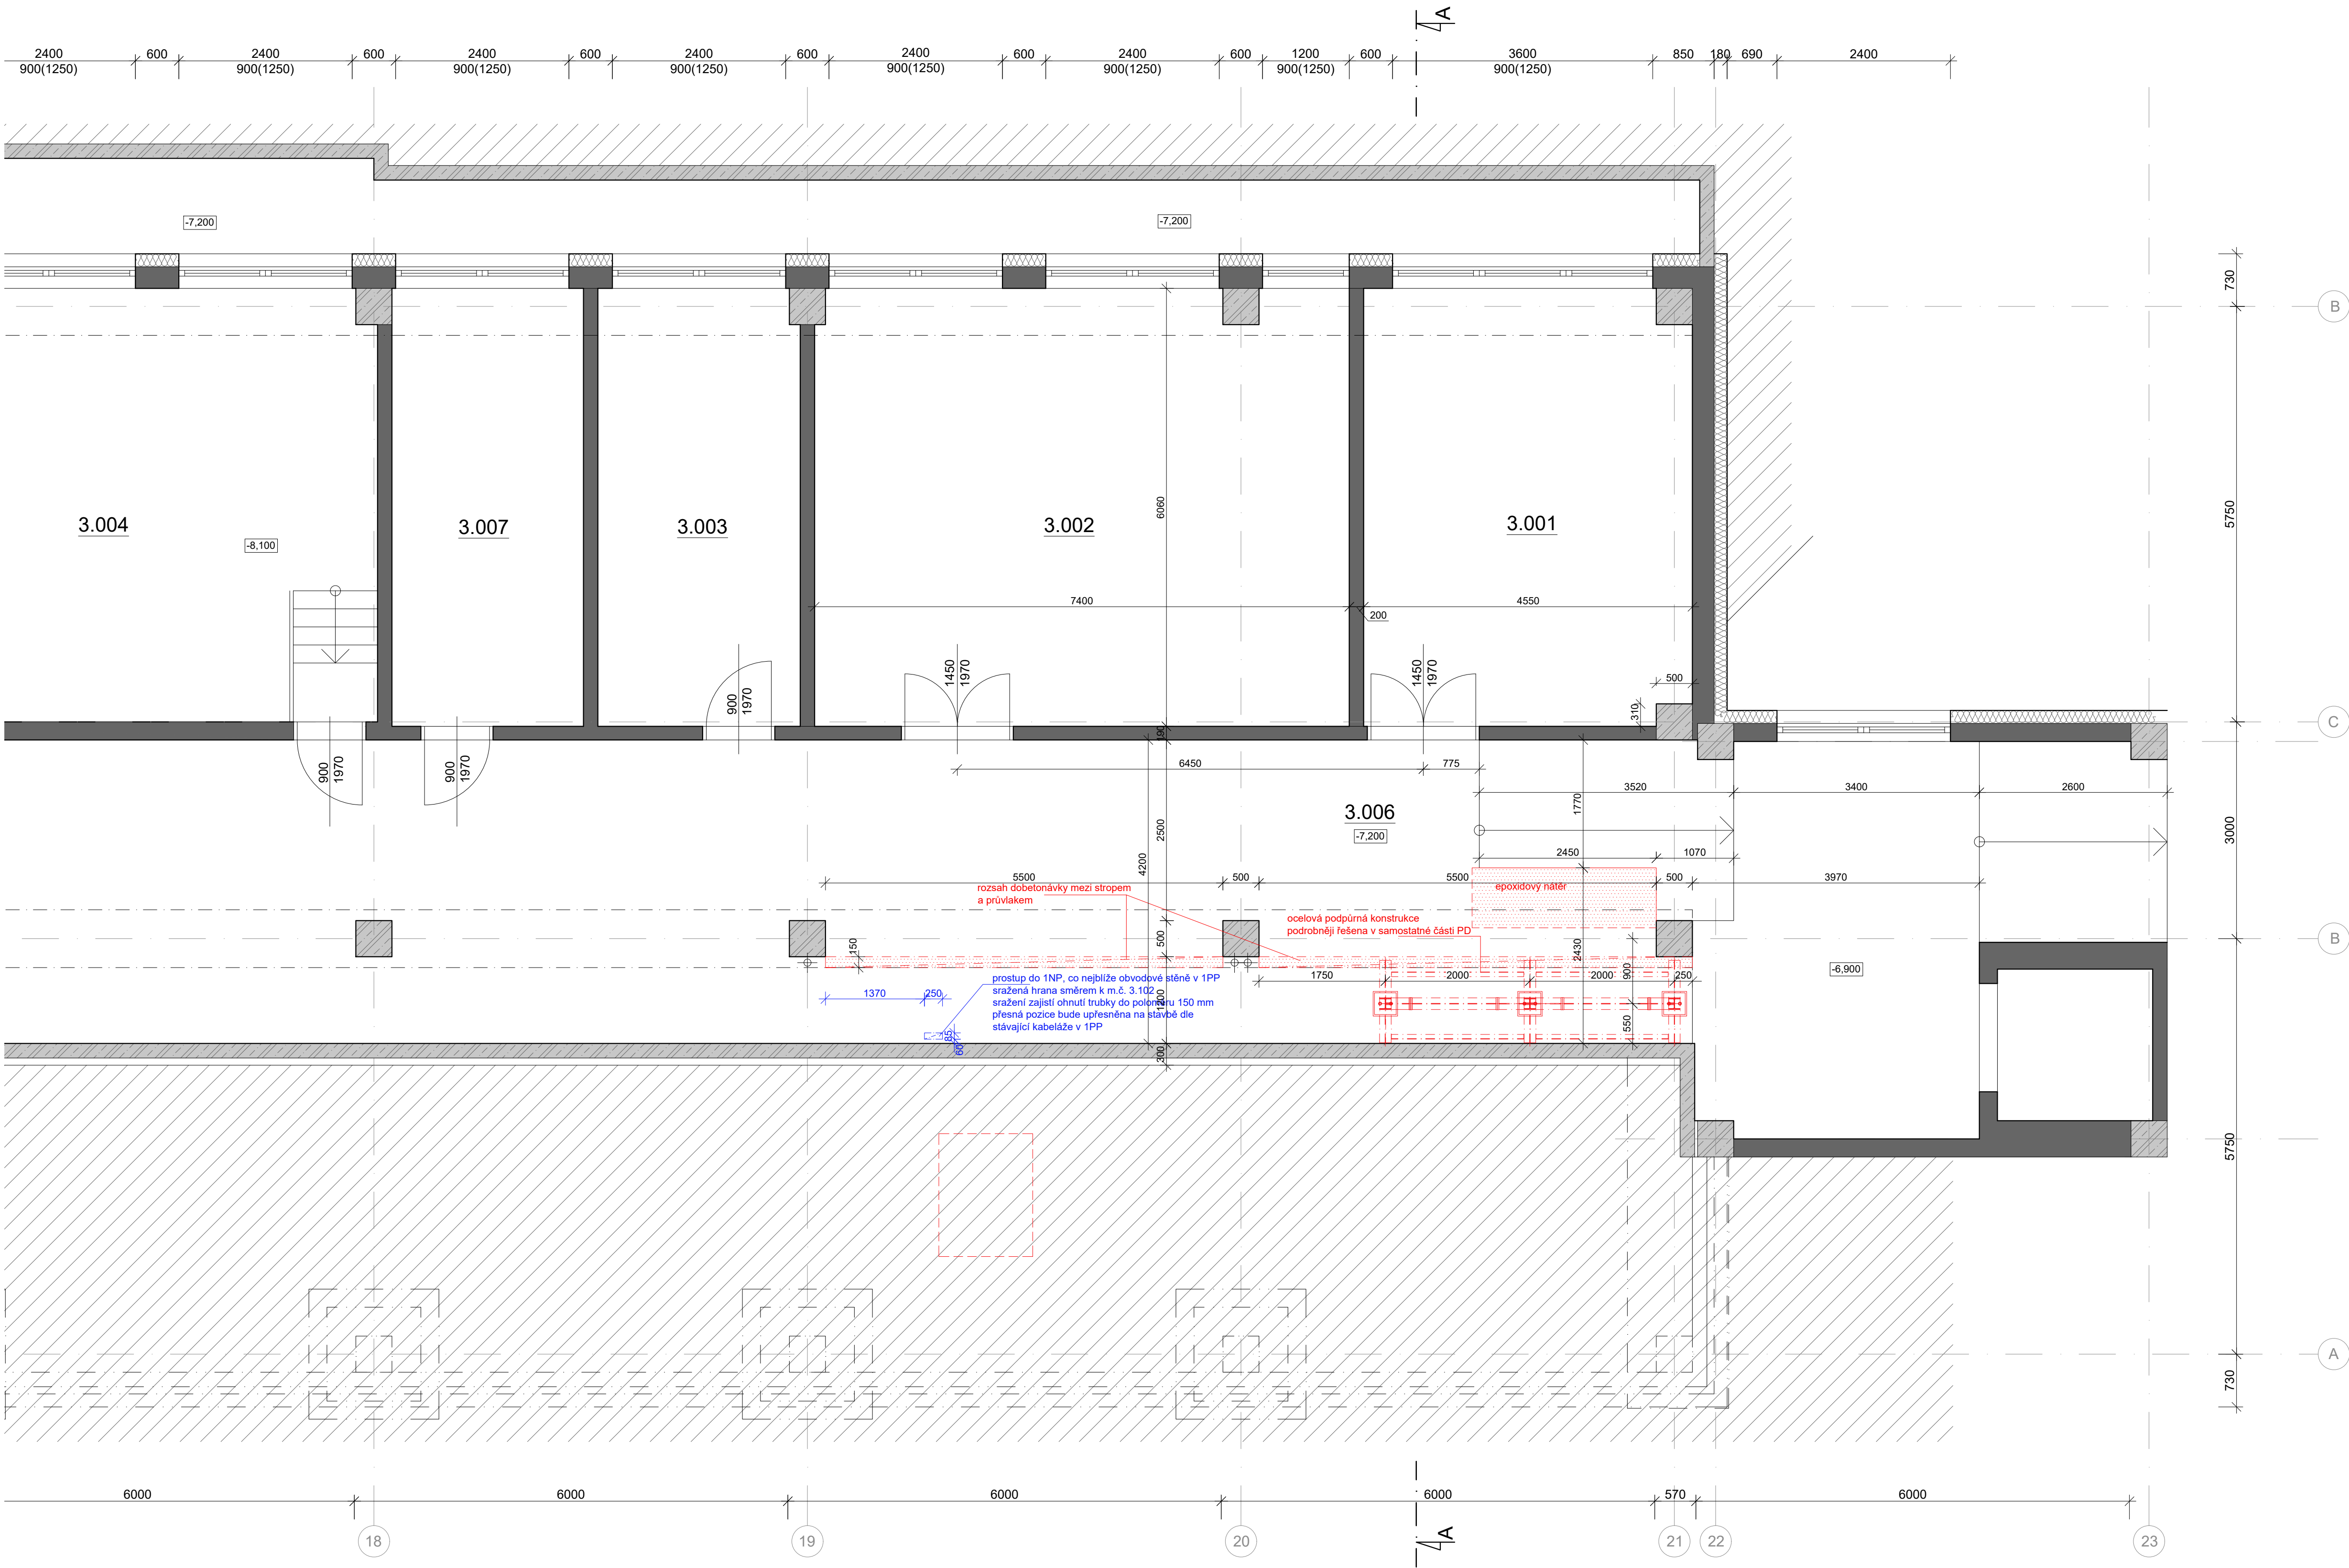 A
2400 600 2400 600 2400 600 2400 600 2400 600 2400 600 1200 600 3600 850 180 690 2400
900(1250) 900(1250) 900(1250) 900(1250) 900(1250) 900(1250) 900(1250) 900(1250)
-7,200 -7,200
730
B
3.004 3.007 3.003 3.002 3.001
6060
5750
-8,100
7400 4550
200
1450
1970
1450
1970
900
1970
500
310
190
C
900
1970
900
1970
6450 775
3520 3400 2600
1770
3.006
-7,200
2500
4200
3000
2450 1070
5500 500 5500 500 3970
rozsah dobetonávky mezi stropem
a průvlakem
epoxidový nátěr
ocelová podpůrná konstrukce
podrobněji řešena v samostatné části PD
500
150
2430
900
B
-6,900
1750 2000 2000 250
prostup do 1NP, co nejblíže obvodové stěně v 1PP
sražená hrana směrem k m.č. 3.102
sražení zajistí ohnutí trubky do poloměru 150 mm
přesná pozice bude upřesněna na stavbě dle
stávající kabeláže v 1PP
1370 250
1200
550
85
60
300
5750
A
730
6000 6000 6000 6000 570 6000
A
18 19 20 21 22 23